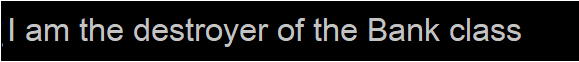 I am the destroyer of the Bank class